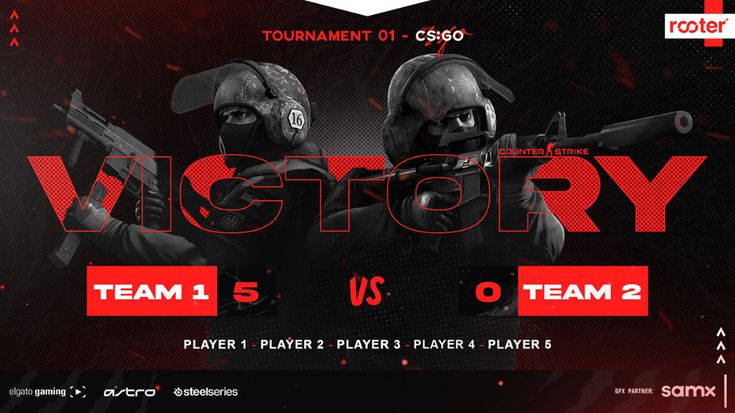 TOURNAMENT 01 - CS:GO
rooter
16
COUNTER STRIKE
VICTORY
TEAM 1 5 VS 0 TEAM 2
PLAYER 1 - PLAYER 2 - PLAYER 3 - PLAYER 4 - PLAYER 5
elgato gaming astro steelseries GFX PARTNER: samx